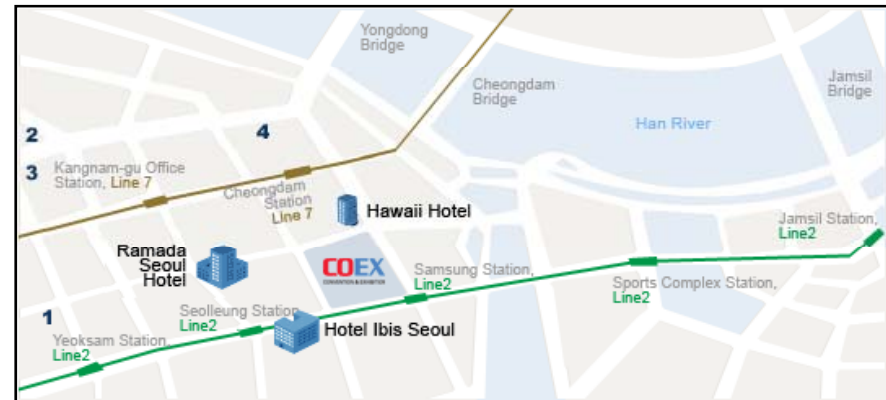 Yongdong
Bridge
Cheongdam
Bridge
Jamsil
Bridge
Han River
2
4
3
Kangnam-gu Office
Station, Line 7
Cheongdam
Station
Line 7
Hawaii Hotel
Jamsil Station,
Line2
Ramada
Seoul
Hotel
COEX
CONVENTION & EXHIBITION
Samsung Station,
Line2
Sports Complex Station,
Line2
1
Seolleung Station,
Line2
Hotel Ibis Seoul
Yeoksam Station,
Line2